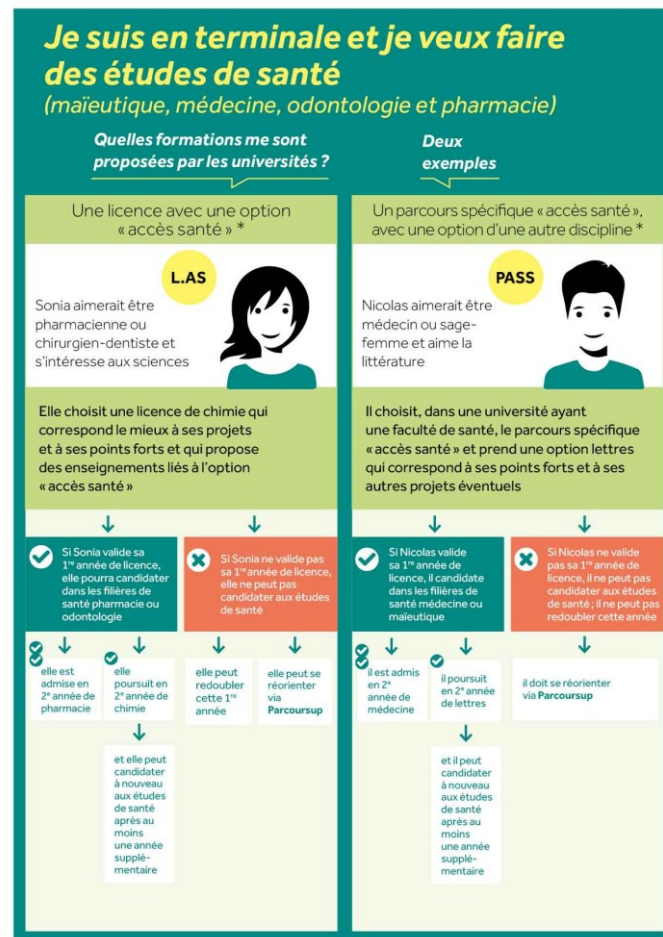 Je suis en terminale et je veux faire
des études de santé
(maïeutique, médecine, odontologie et pharmacie)
Quelles formations me sont
proposées par les universités ?
Deux
exemples
Une licence avec une option
« accès santé » *
L.AS
Sonia aimerait être
pharmacienne ou
chirurgien-dentiste et
s'intéresse aux sciences
Elle choisit une licence de chimie qui
correspond le mieux à ses projets
et à ses points forts et qui propose
des enseignements liés à l'option
« accès santé »
Si Sonia valide sa
1re année de licence,
elle pourra candidater
dans les filières de
santé pharmacie ou
odontologie
Si Sonia ne valide pas
sa 1re année de licence,
elle ne peut pas
candidater aux études
de santé
elle est
admise en
2e année de
pharmacie
elle
poursuit en
2e année de
chimie
elle peut
redoubler
cette 1re
année
elle peut se
réorienter
via
Parcoursup
et elle peut
candidater
à nouveau
aux études
de santé
après au
moins
une année
supplé-
mentaire
Un parcours spécifique « accès santé »,
avec une option d'une autre discipline *
PASS
Nicolas aimerait être
médecin ou sage-
femme et aime la
littérature
Il choisit, dans une université ayant
une faculté de santé, le parcours spécifique
« accès santé » et prend une option lettres
qui correspond à ses points forts et à ses
autres projets éventuels
Si Nicolas valide
sa 1re année de
licence, il candidate
dans les filières de
santé médecine ou
maïeutique
Si Nicolas ne valide
pas sa 1re année de
licence, il ne peut pas
candidater aux études
de santé ; il ne peut pas
redoubler cette année
il est admis
en 2e
année de
médecine
il poursuit
en 2e année
de lettres
il doit se réorienter
via Parcoursup
et il peut
candidater
à nouveau
aux études
de santé
après au
moins
une année
supplé-
mentaire